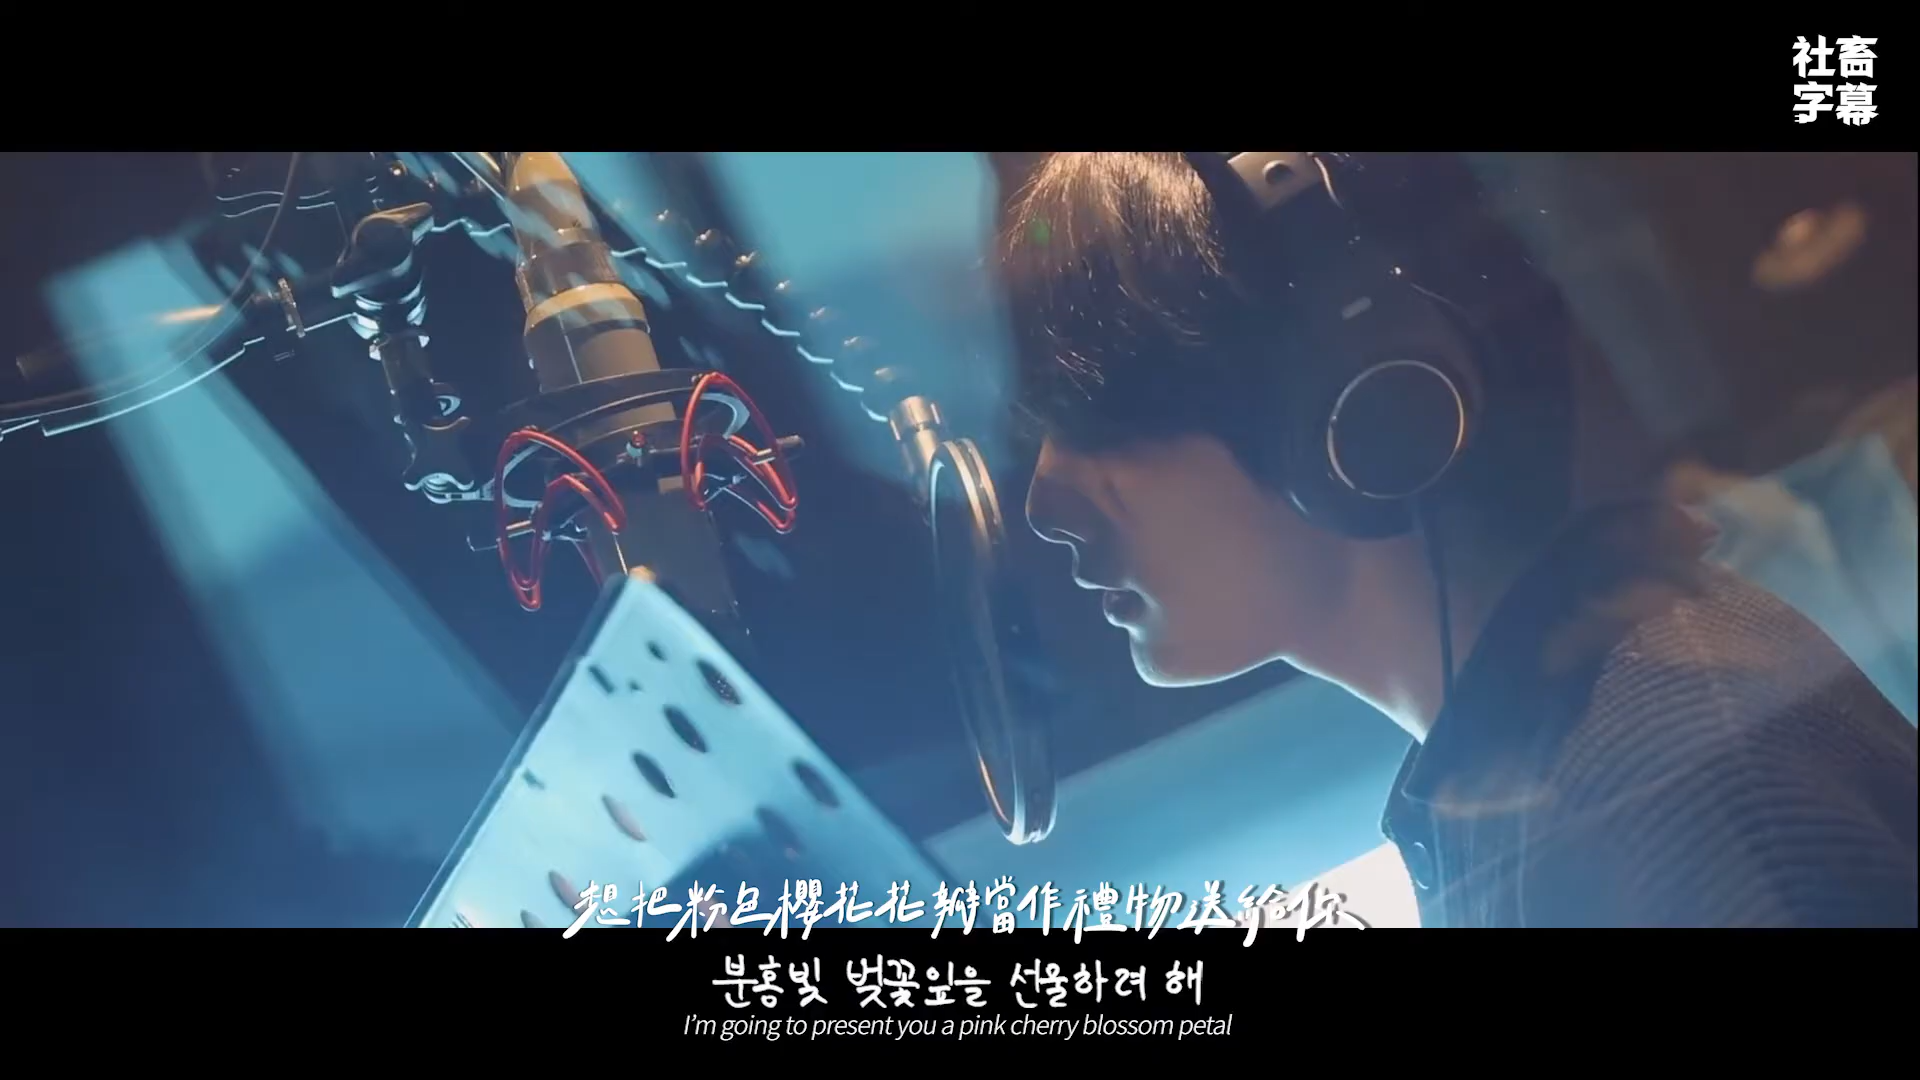 社畜
字幕
想把粉色櫻花花瓣當作禮物送給你
분홍빛 벚꽃잎을 선물하려 해
I'm going to present you a pink cherry blossom petal